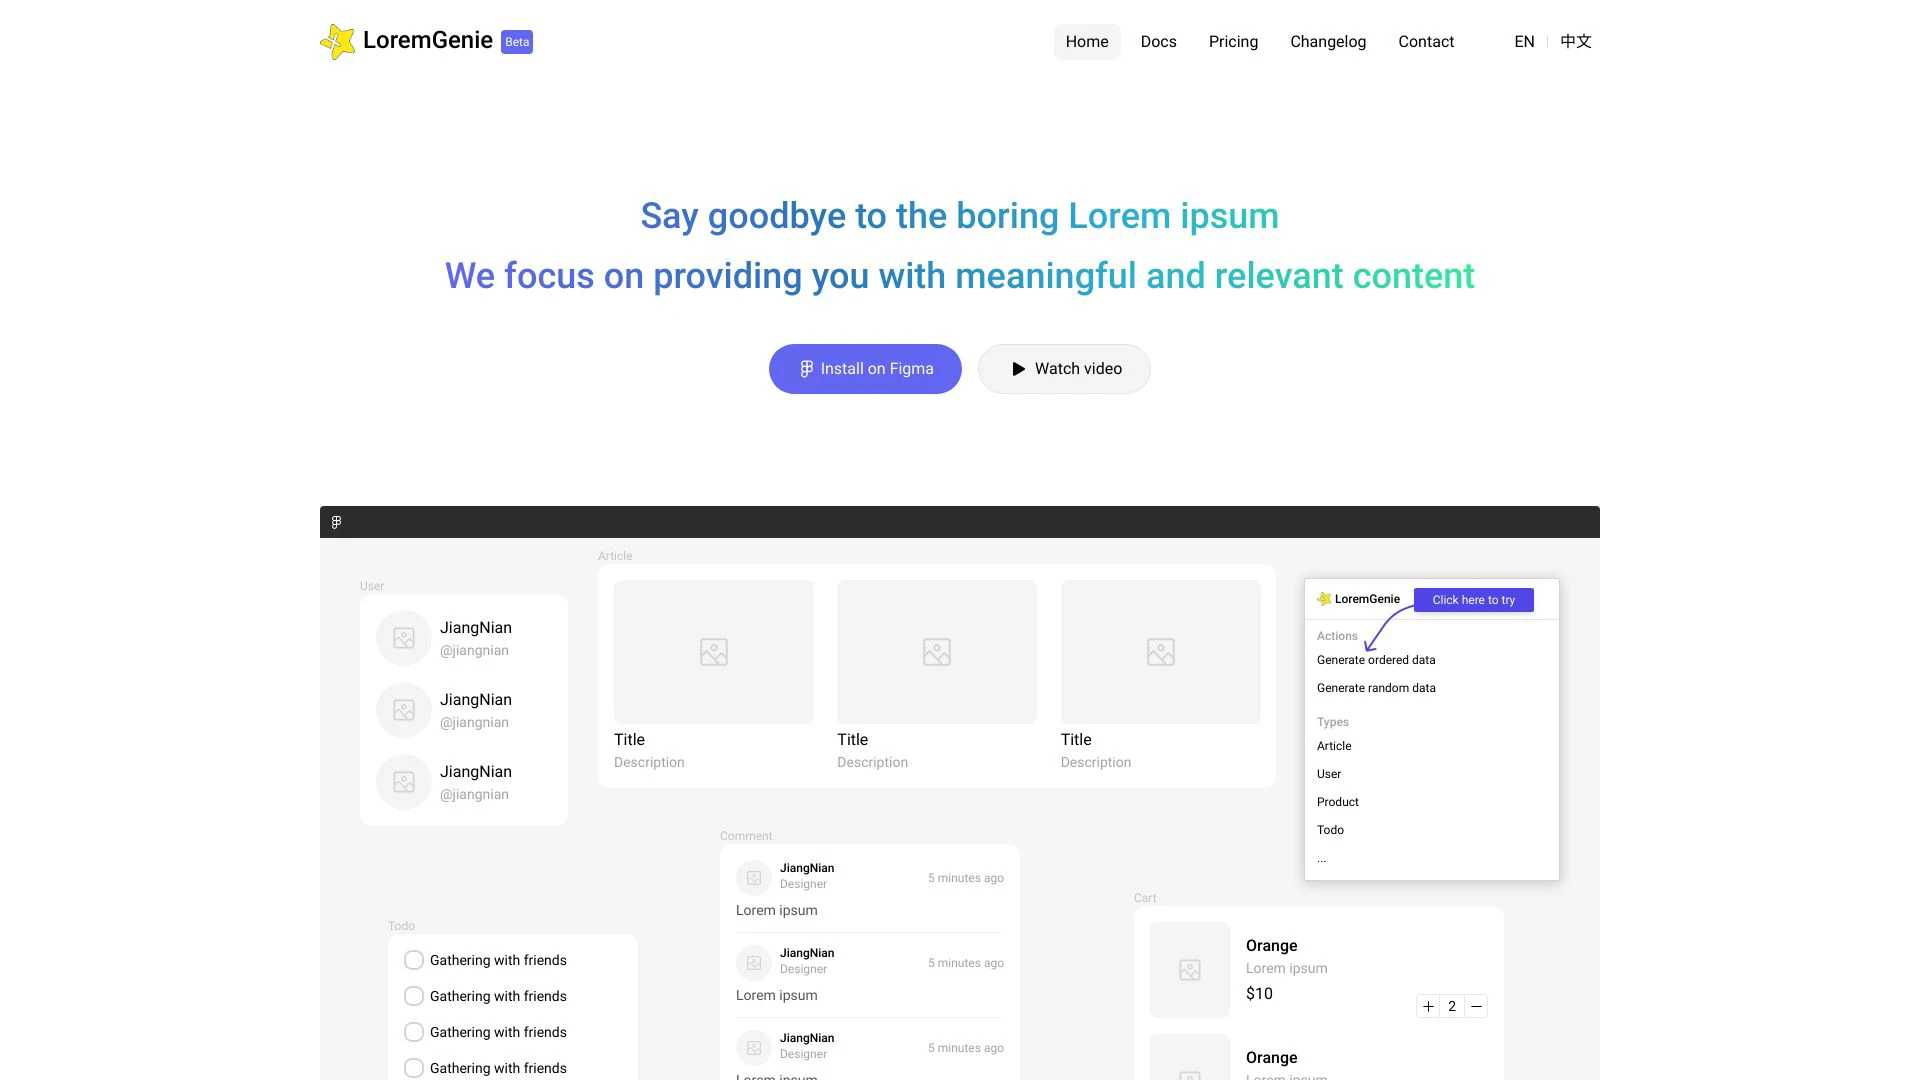 LoremGenie Beta
Home Docs Pricing Changelog Contact EN 中文
Say goodbye to the boring Lorem ipsum
We focus on providing you with meaningful and relevant content
Install on Figma
Watch video
User
JiangNian
@jiangnian
JiangNian
@jiangnian
JiangNian
@jiangnian
Article
Title
Description
Title
Description
Title
Description
LoremGenie
Click here to try
Actions
Generate ordered data
Generate random data
Types
Article
User
Product
Todo
...
Todo
Gathering with friends
Gathering with friends
Gathering with friends
Gathering with friends
Comment
JiangNian
Designer
5 minutes ago
Lorem ipsum
JiangNian
Designer
5 minutes ago
Lorem ipsum
JiangNian
Designer
5 minutes ago
Lorem ipsum
Cart
Orange
Lorem ipsum
$10
+ 2 −
Orange
Lorem ipsum